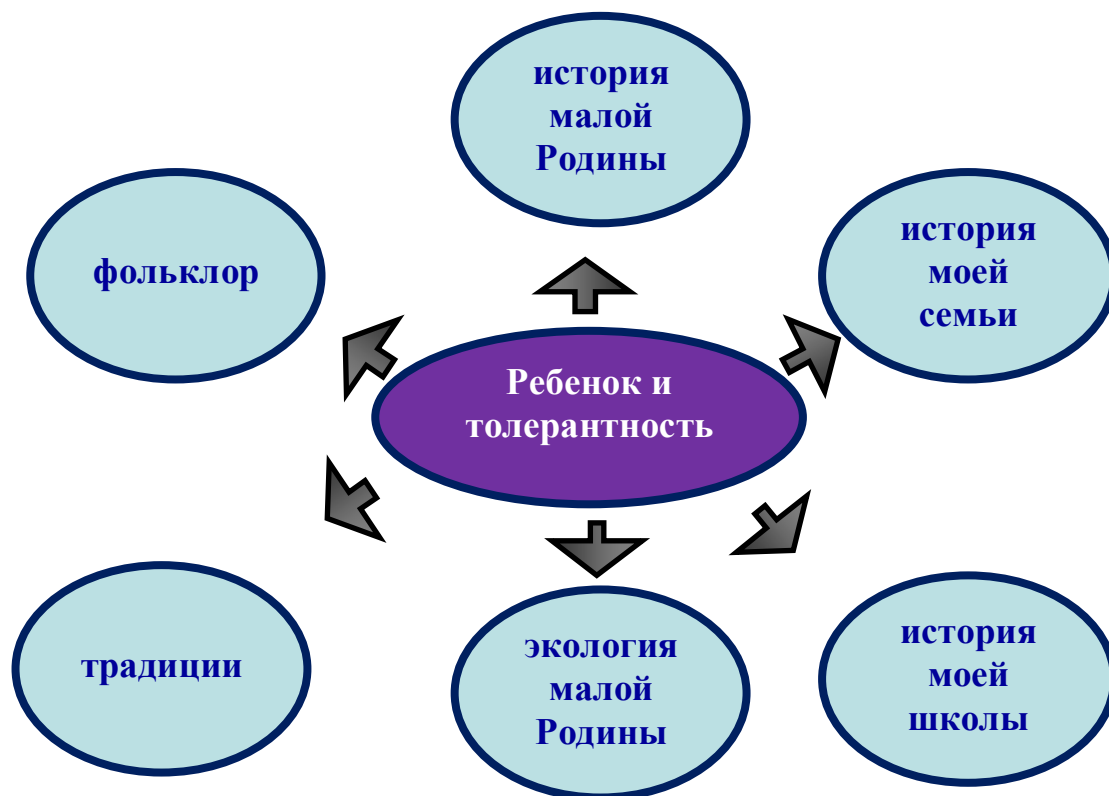 история
малой
Родины
фольклор
история
моей
семьи
Ребенок и
толерантность
традиции
экология
малой
Родины
история
моей
школы